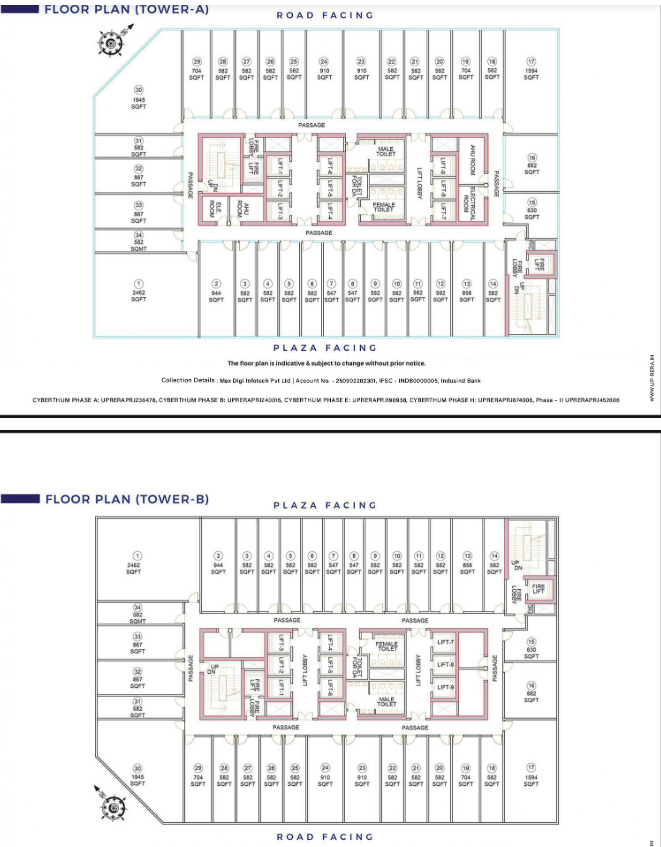 FLOOR PLAN (TOWER-A)
ROAD FACING
29 704 SQFT
28 582 SQFT
27 582 SQFT
26 582 SQFT
25 582 SQFT
24 910 SQFT
23 910 SQFT
22 582 SQFT
21 582 SQFT
20 582 SQFT
19 704 SQFT
18 582 SQFT
17 1594 SQFT
30 1945 SQFT
PASSAGE
31 582 SQFT
32 867 SQFT
33 867 SQFT
34 582 SQMT
PASSAGE
UP
DN
FIRE LOBBY
FIRE LIFT
ELE ROOM
AHU ROOM
LIFT-1
LIFT-2
LIFT-3
LIFT-6
LIFT-5
LIFT-4
MALE TOILET
TOILET FOR DA
FEMALE TOILET
LIFT LOBBY
LIFT-9
LIFT-8
LIFT-7
AHU ROOM
ELECTRICAL ROOM
PASSAGE
16 882 SQFT
15 630 SQFT
PASSAGE
FIRE LOBBY
FIRE LIFT
UP
DN
1 2462 SQFT
2 944 SQFT
3 582 SQFT
4 582 SQFT
5 582 SQFT
6 582 SQFT
7 547 SQFT
8 547 SQFT
9 582 SQFT
10 582 SQFT
11 582 SQFT
12 582 SQFT
13 856 SQFT
14 582 SQFT
PLAZA FACING
The floor plan is indicative & subject to change without prior notice.
Collection Details : Max Digi Infotech Pvt Ltd | Account No. - 250902202301, IFSC - INDB0000005, Indusind Bank
CYBERTHUM PHASE A: UPRERAPRJ236478, CYBERTHUM PHASE B: UPRERAPRJ240015, CYBERTHUM PHASE E: UPRERAPRJ190938, CYBERTHUM PHASE H: UPRERAPRJ674006, Phase - II UPRERAPRJ452606
WWW.UP-RERA.IN
FLOOR PLAN (TOWER-B)
PLAZA FACING
1 2462 SQFT
2 944 SQFT
3 582 SQFT
4 582 SQFT
5 582 SQFT
6 582 SQFT
7 547 SQFT
8 547 SQFT
9 582 SQFT
10 582 SQFT
11 582 SQFT
12 582 SQFT
13 856 SQFT
14 582 SQFT
UP
DN
FIRE LOBBY
FIRE LIFT
34 582 SQMT
PASSAGE
PASSAGE
33 867 SQFT
32 867 SQFT
31 582 SQFT
PASSAGE
UP
DN
FIRE LIFT
FIRE LOBBY
LIFT-3
LIFT-2
LIFT-1
LIFT LOBBY
LIFT-4
LIFT-5
LIFT-6
FEMALE TOILET
TOILET FOR DA
MALE TOILET
LIFT LOBBY
LIFT-7
LIFT-8
LIFT-9
PASSAGE
15 630 SQFT
16 882 SQFT
PASSAGE
PASSAGE
30 1945 SQFT
29 704 SQFT
28 582 SQFT
27 582 SQFT
26 582 SQFT
25 582 SQFT
24 910 SQFT
23 910 SQFT
22 582 SQFT
21 582 SQFT
20 582 SQFT
19 704 SQFT
18 582 SQFT
17 1594 SQFT
ROAD FACING